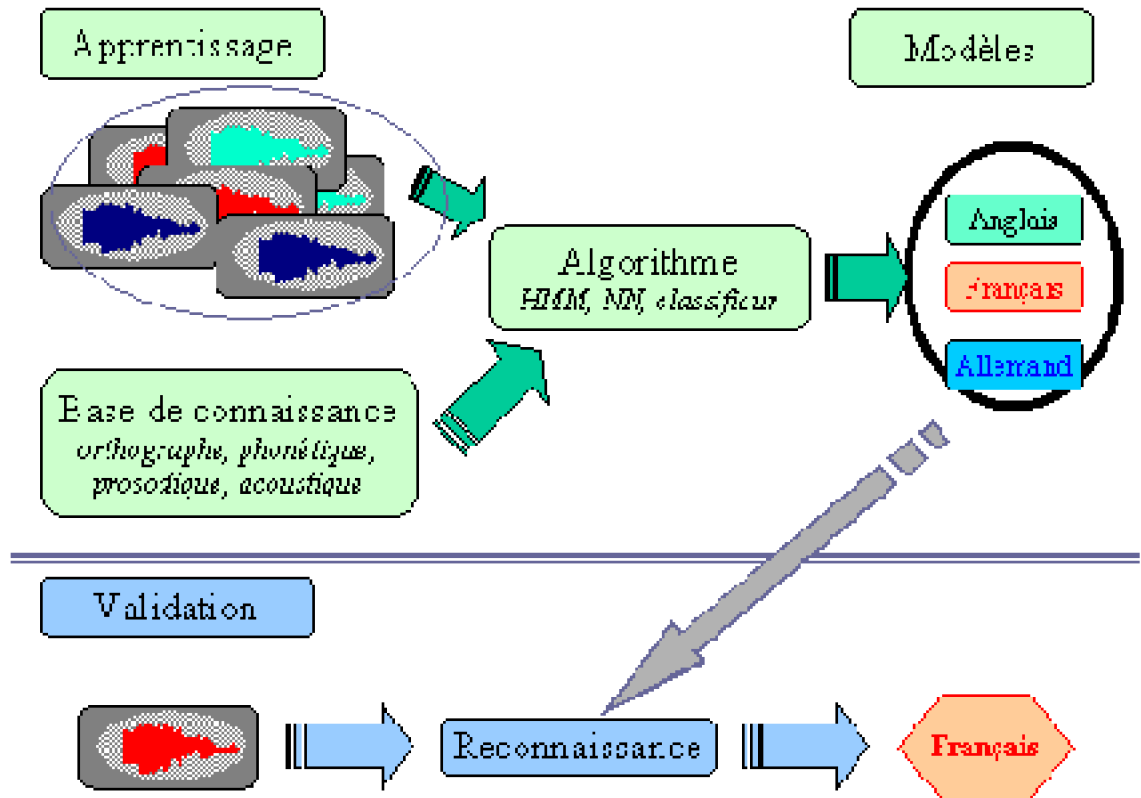 Apprentissage
Modèles
Anglais
Algorithme
HMM, NN, classifieur
Français
Allemand
Base de connaissance
orthographe, phonétique,
prosodique, acoustique
Validation
Reconnaissance
Français